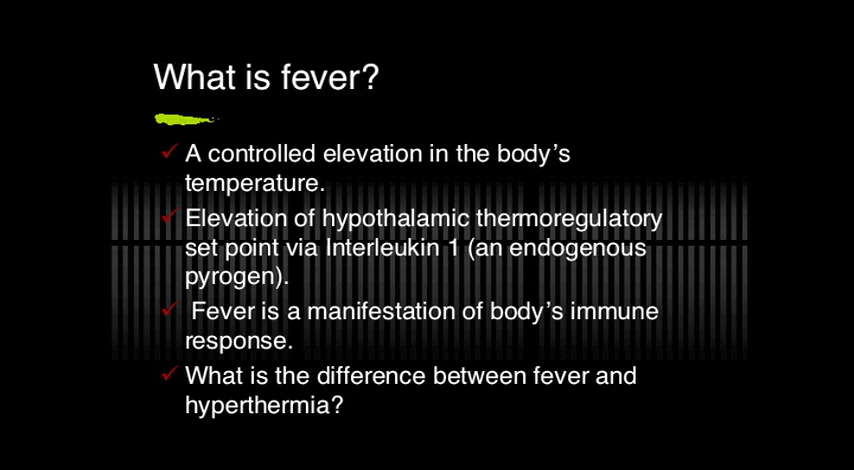 What is fever?
A controlled elevation in the body's
temperature.
Elevation of hypothalamic thermoregulatory
set point via Interleukin 1 (an endogenous
pyrogen).
Fever is a manifestation of body's immune
response.
What is the difference between fever and
hyperthermia?